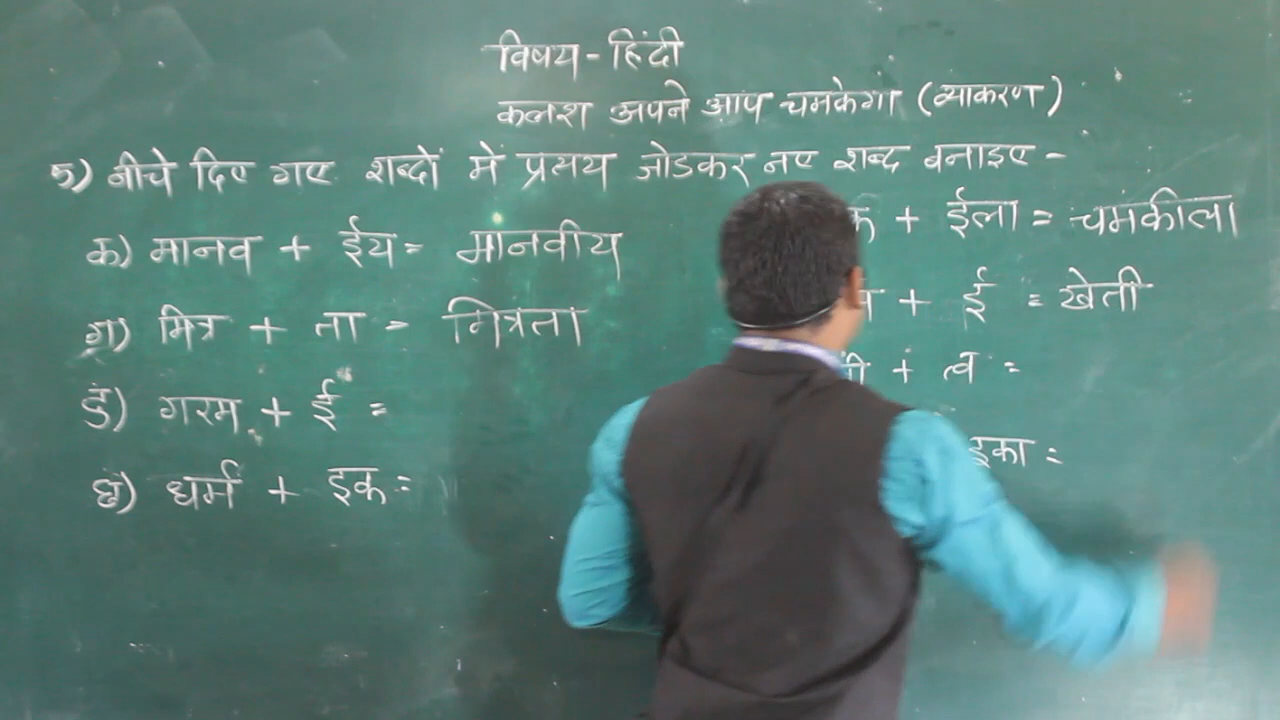 विषय - हिंदी
कलश अपने आप चमकेगा (व्याकरण)
5) नीचे दिए गए शब्दों में प्रत्यय जोडकर नए शब्द बनाइए -
क) मानव + ईय = मानवीय
+ ईला = चमकीला
ग) मित्र + ता = मित्रता
+ ई = खेती
ङ) गरम + ई =
+ त्व =
छ) धर्म + इक =
इका =